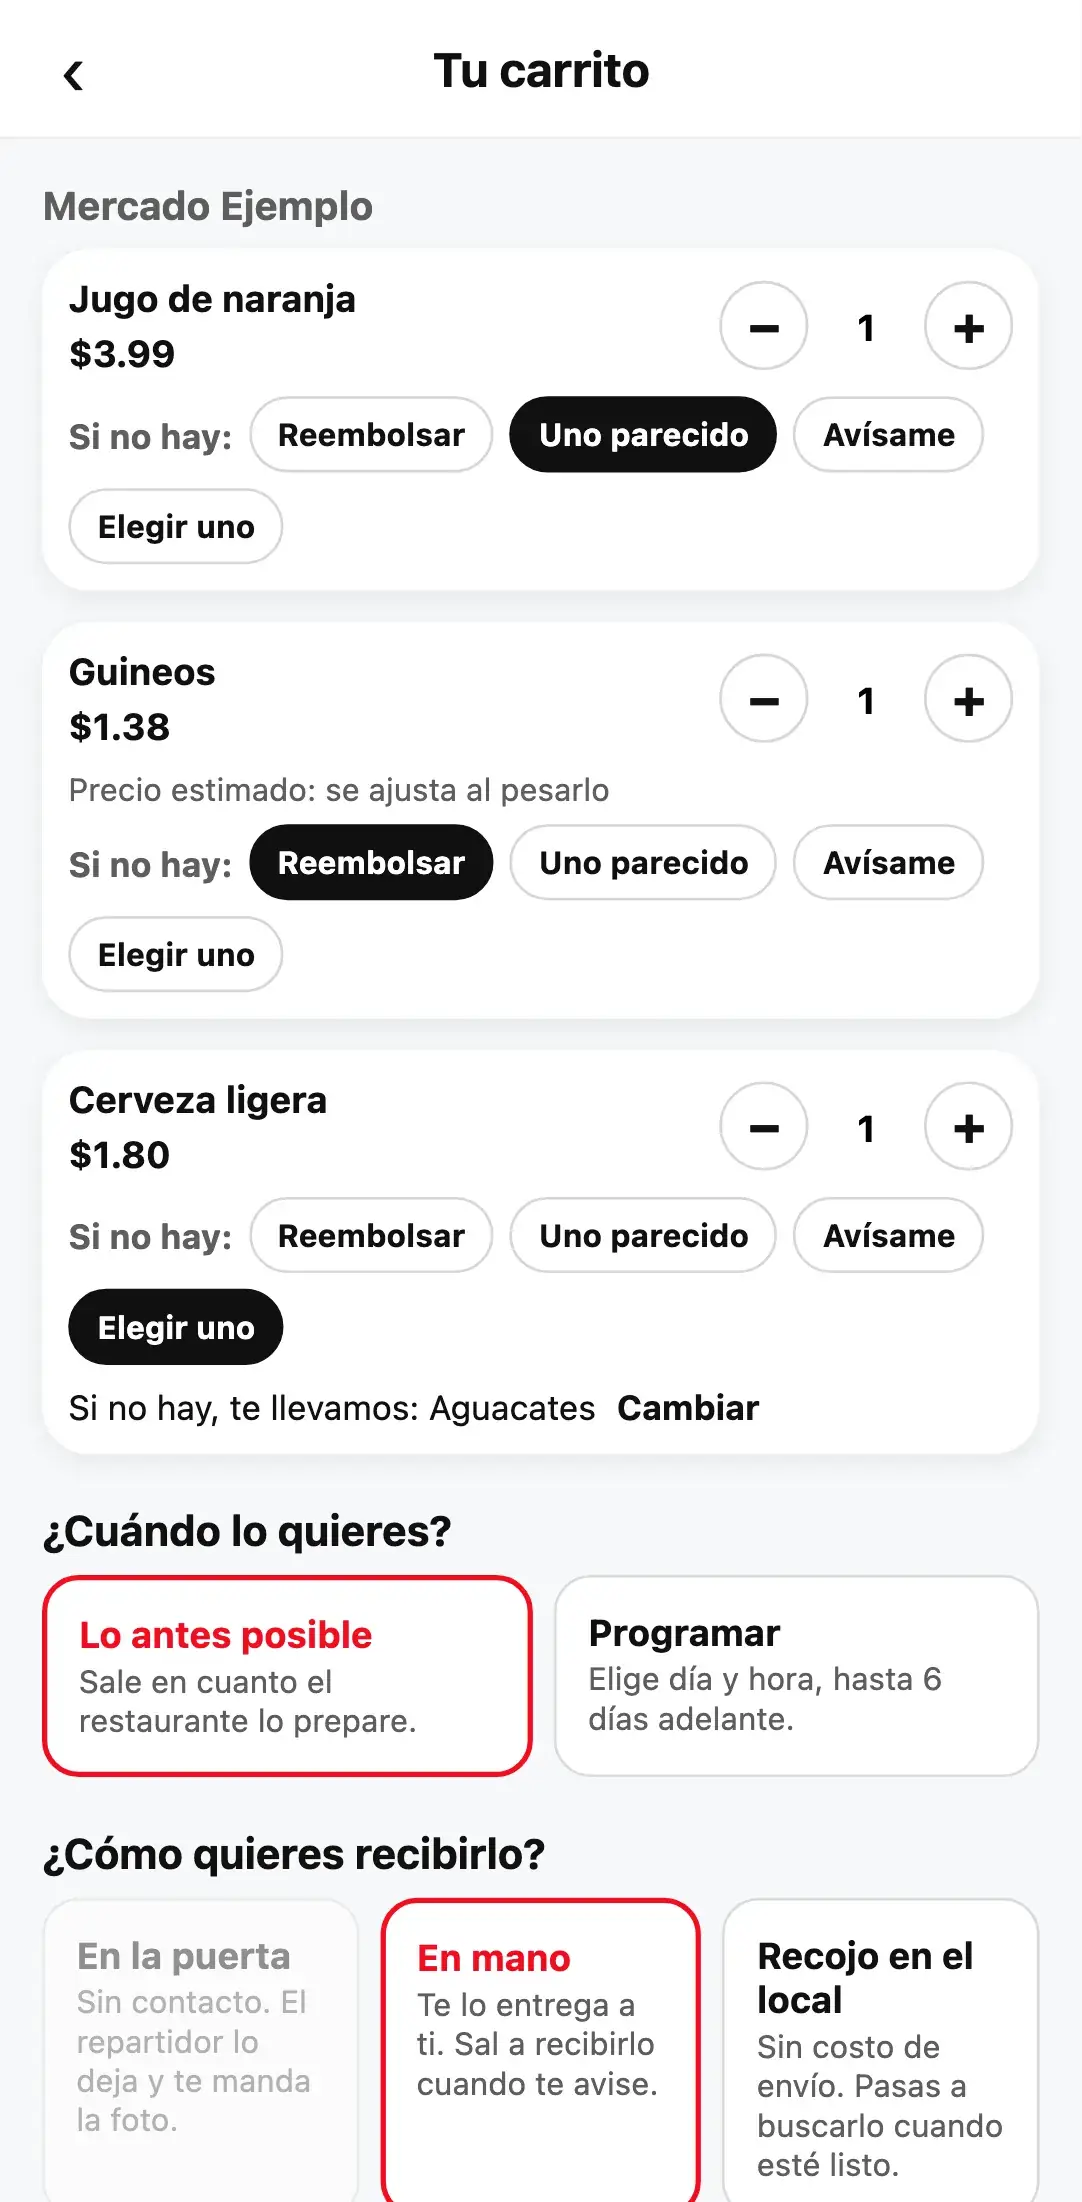 Tu carrito
Mercado Ejemplo
Jugo de naranja
$3.99
1
Si no hay: Reembolsar Uno parecido Avísame
Elegir uno
Guineos
$1.38
1
Precio estimado: se ajusta al pesarlo
Si no hay: Reembolsar Uno parecido Avísame
Elegir uno
Cerveza ligera
$1.80
1
Si no hay: Reembolsar Uno parecido Avísame
Elegir uno
Si no hay, te llevamos: Aguacates Cambiar
¿Cuándo lo quieres?
Lo antes posible
Sale en cuanto el
restaurante lo prepare.
Programar
Elige día y hora, hasta 6
días adelante.
¿Cómo quieres recibirlo?
En la puerta
Sin contacto. El
repartidor lo
deja y te manda
la foto.
En mano
Te lo entrega a
ti. Sal a recibirlo
cuando te avise.
Recojo en el
local
Sin costo de
envío. Pasas a
buscarlo cuando
esté listo.